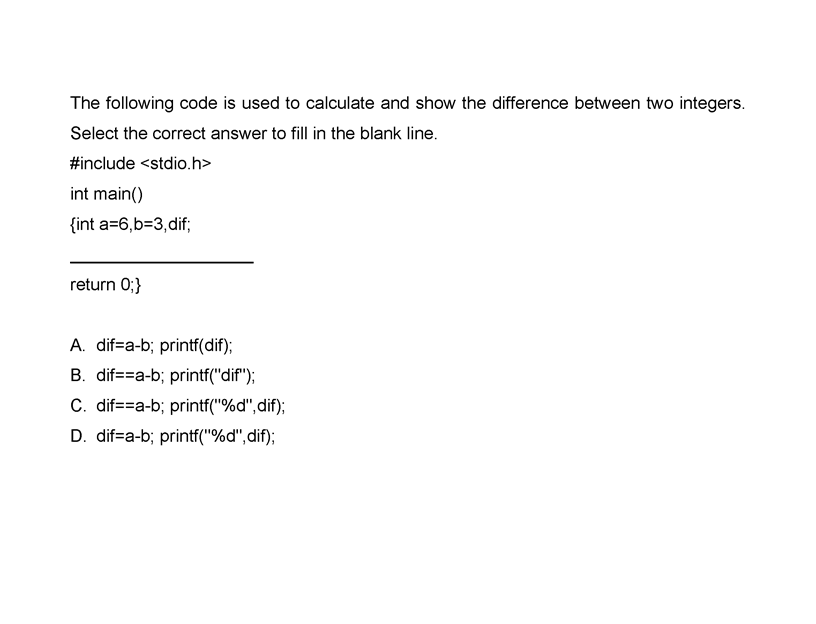 The following code is used to calculate and show the difference between two integers.
Select the correct answer to fill in the blank line.
#include <stdio.h>
int main()
{int a=6,b=3,dif;
____________________
return 0;}
A. dif=a-b; printf(dif);
B. dif==a-b; printf("dif");
C. dif==a-b; printf("%d",dif);
D. dif=a-b; printf("%d",dif);